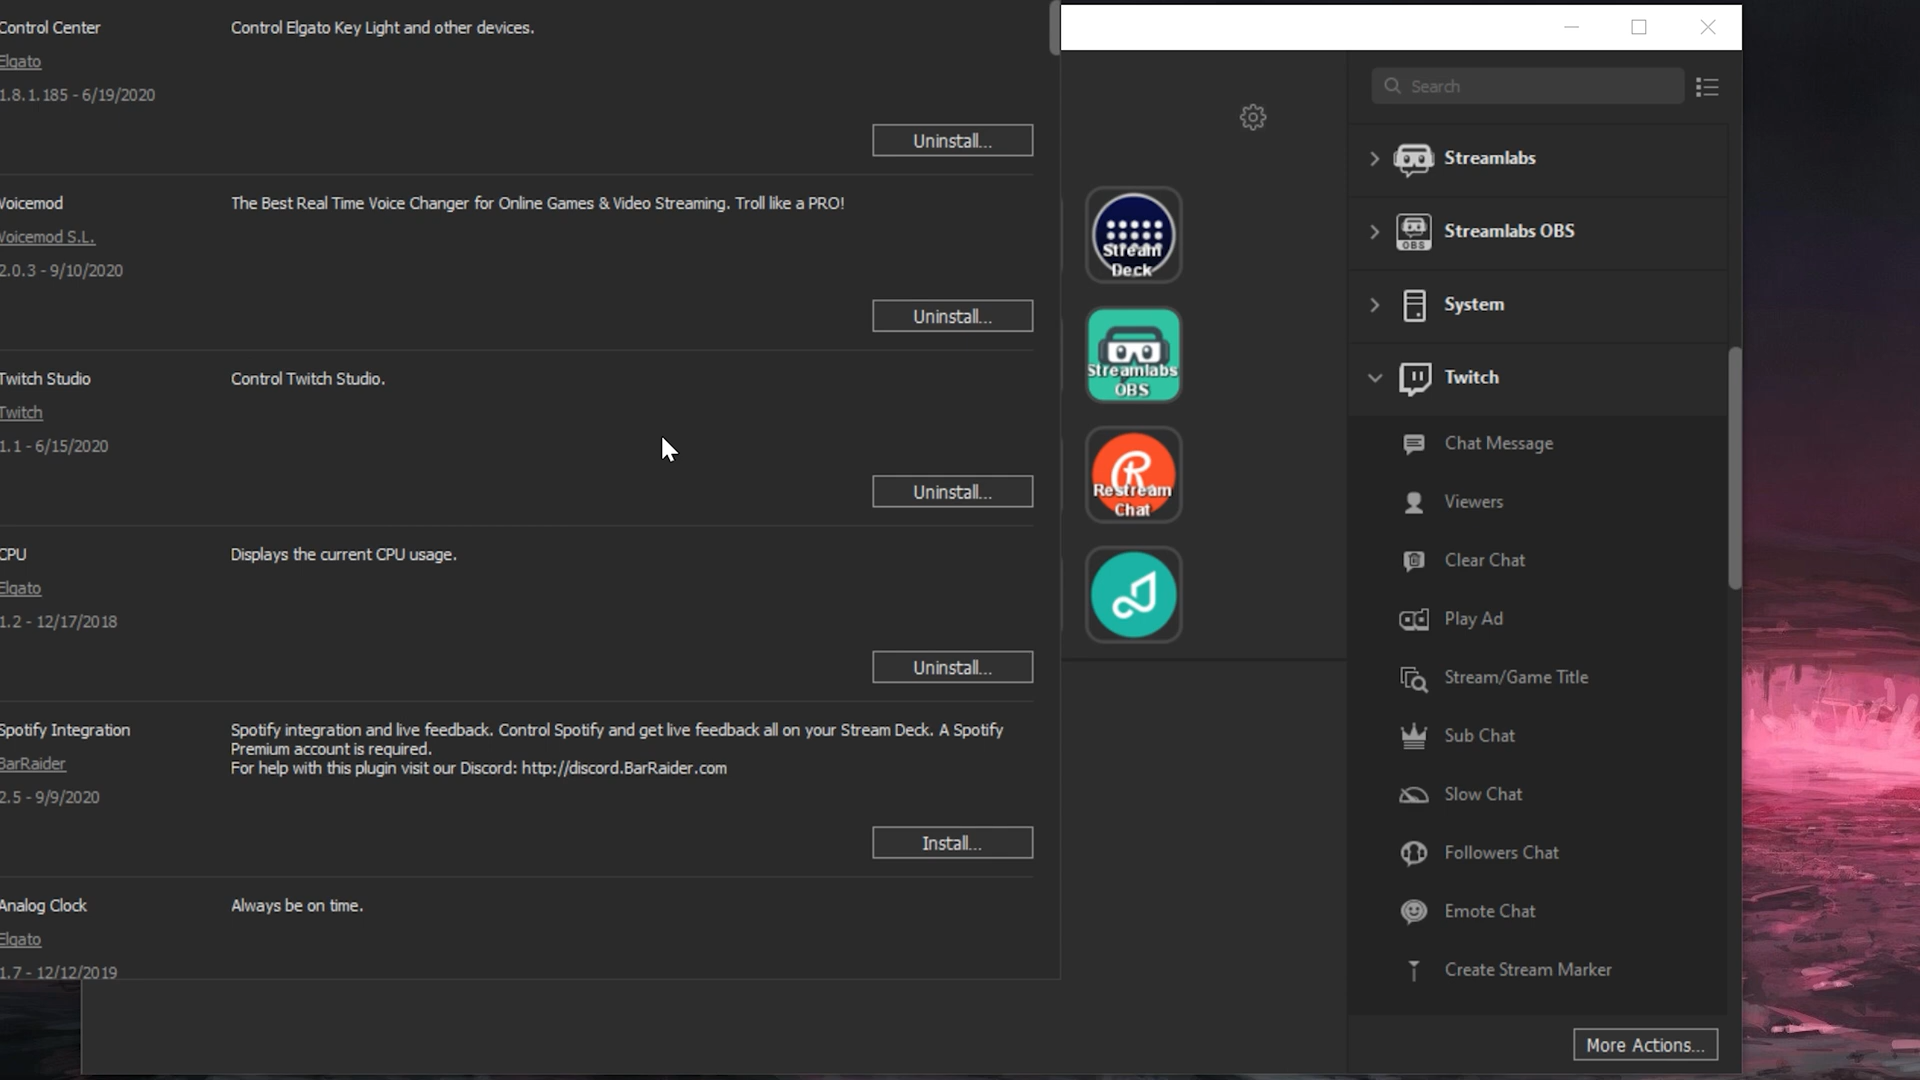 Control Center
Control Elgato Key Light and other devices.
Elgato
1.8.1.185 - 6/19/2020
Uninstall...
Voicemod
The Best Real Time Voice Changer for Online Games & Video Streaming. Troll like a PRO!
Voicemod S.L.
2.0.3 - 9/10/2020
Uninstall...
Twitch Studio
Control Twitch Studio.
Twitch
1.1 - 6/15/2020
Uninstall...
CPU
Displays the current CPU usage.
Elgato
1.2 - 12/17/2018
Uninstall...
Spotify Integration
Spotify integration and live feedback. Control Spotify and get live feedback all on your Stream Deck. A Spotify
Premium account is required.
For help with this plugin visit our Discord: http://discord.BarRaider.com
BarRaider
2.5 - 9/9/2020
Install...
Analog Clock
Always be on time.
Elgato
1.7 - 12/12/2019
Stream
Deck
Streamlabs
OBS
Restream
Chat
Search
Streamlabs
OBS
Streamlabs OBS
System
Twitch
Chat Message
Viewers
Clear Chat
Play Ad
Stream/Game Title
Sub Chat
Slow Chat
Followers Chat
Emote Chat
Create Stream Marker
More Actions...